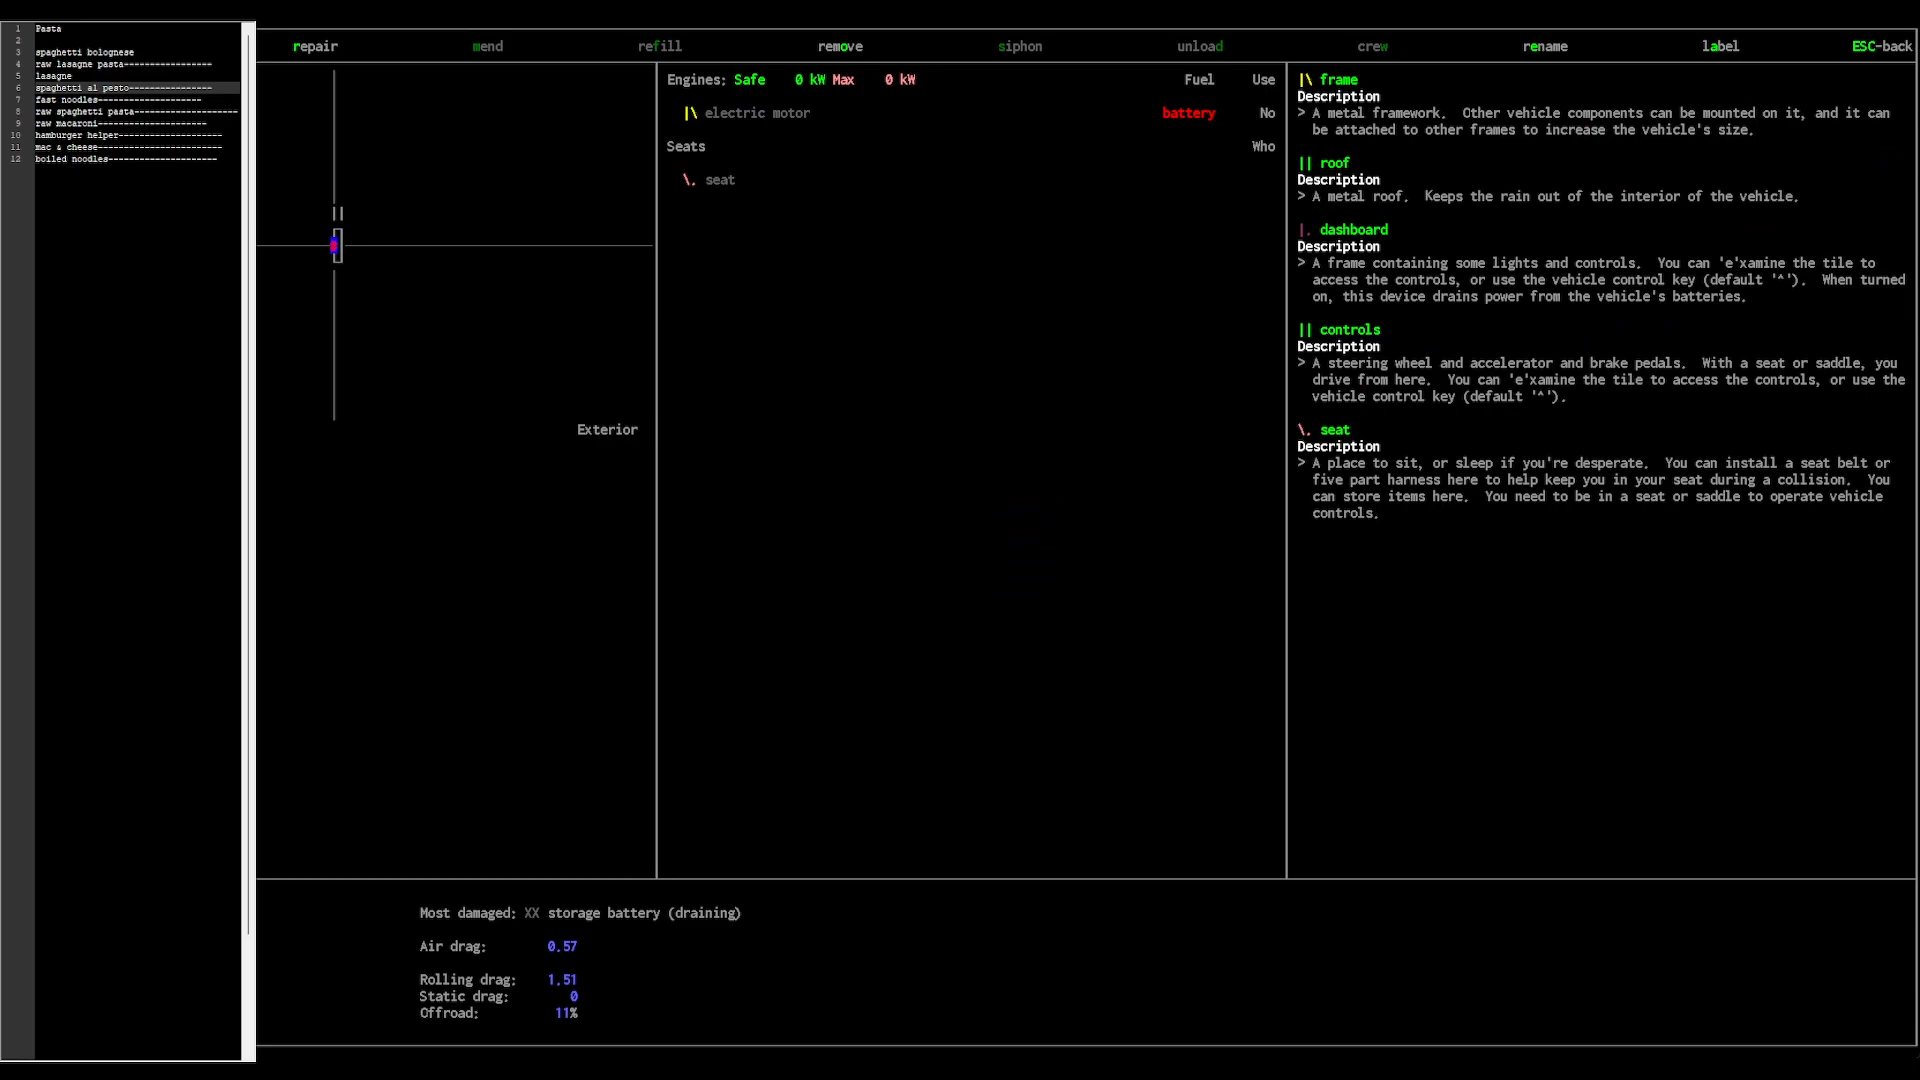 1 Pasta
2
3 spaghetti bolognese
4 raw lasagne pasta-----------------
5 lasagne
6 spaghetti al pesto----------------
7 fast noodles--------------------
8 raw spaghetti pasta--------------------
9 raw macaroni---------------------
10 hamburger helper--------------------
11 mac & cheese------------------------
12 boiled noodles---------------------
repair mend refill remove siphon unload crew rename label ESC-back
Exterior
Engines: Safe 0 kW Max 0 kW Fuel Use
|\ electric motor battery No
Seats Who
\. seat
|\ frame
Description
> A metal framework. Other vehicle components can be mounted on it, and it can
be attached to other frames to increase the vehicle's size.
|| roof
Description
> A metal roof. Keeps the rain out of the interior of the vehicle.
|. dashboard
Description
> A frame containing some lights and controls. You can 'e'xamine the tile to
access the controls, or use the vehicle control key (default '^'). When turned
on, this device drains power from the vehicle's batteries.
|| controls
Description
> A steering wheel and accelerator and brake pedals. With a seat or saddle, you
drive from here. You can 'e'xamine the tile to access the controls, or use the
vehicle control key (default '^').
\. seat
Description
> A place to sit, or sleep if you're desperate. You can install a seat belt or
five part harness here to help keep you in your seat during a collision. You
can store items here. You need to be in a seat or saddle to operate vehicle
controls.
Most damaged: XX storage battery (draining)
Air drag: 0.57
Rolling drag: 1.51
Static drag: 0
Offroad: 11%